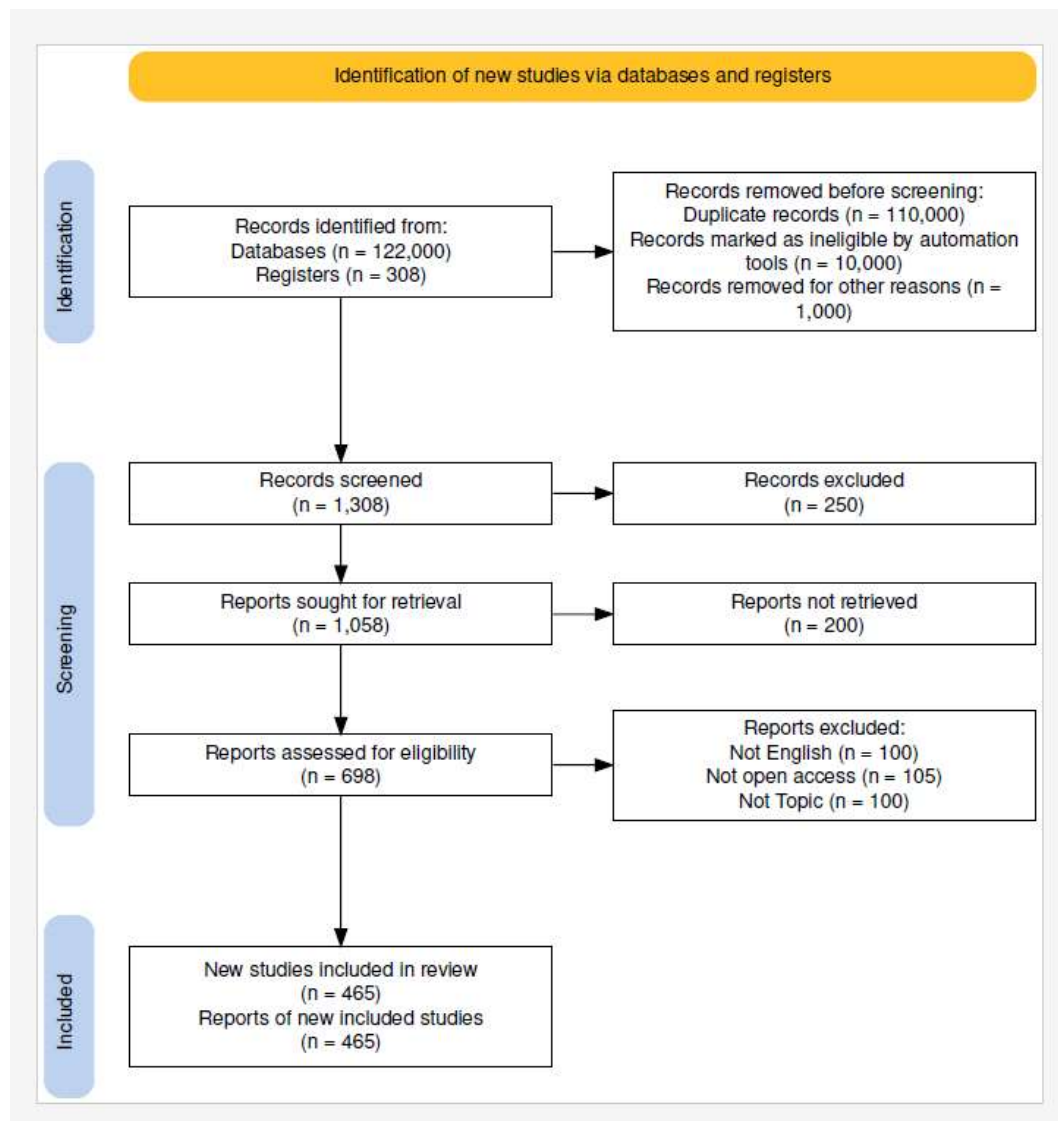 Identification of new studies via databases and registers
Identification
Records identified from:
Databases (n = 122,000)
Registers (n = 308)
Records removed before screening:
Duplicate records (n = 110,000)
Records marked as ineligible by automation
tools (n = 10,000)
Records removed for other reasons (n =
1,000)
Screening
Records screened
(n = 1,308)
Records excluded
(n = 250)
Reports sought for retrieval
(n = 1,058)
Reports not retrieved
(n = 200)
Reports assessed for eligibility
(n = 698)
Reports excluded:
Not English (n = 100)
Not open access (n = 105)
Not Topic (n = 100)
Included
New studies included in review
(n = 465)
Reports of new included studies
(n = 465)